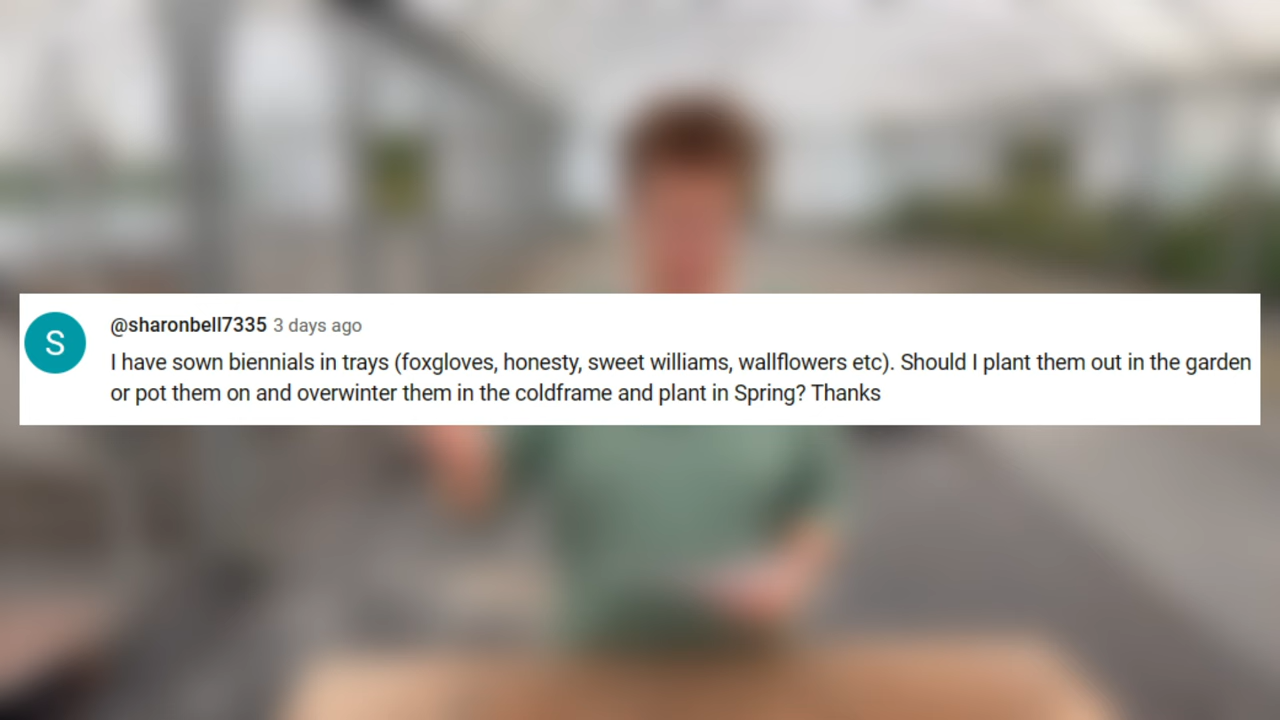 S
@sharonbell7335 3 days ago
I have sown biennials in trays (foxgloves, honesty, sweet williams, wallflowers etc). Should I plant them out in the garden
or pot them on and overwinter them in the coldframe and plant in Spring? Thanks